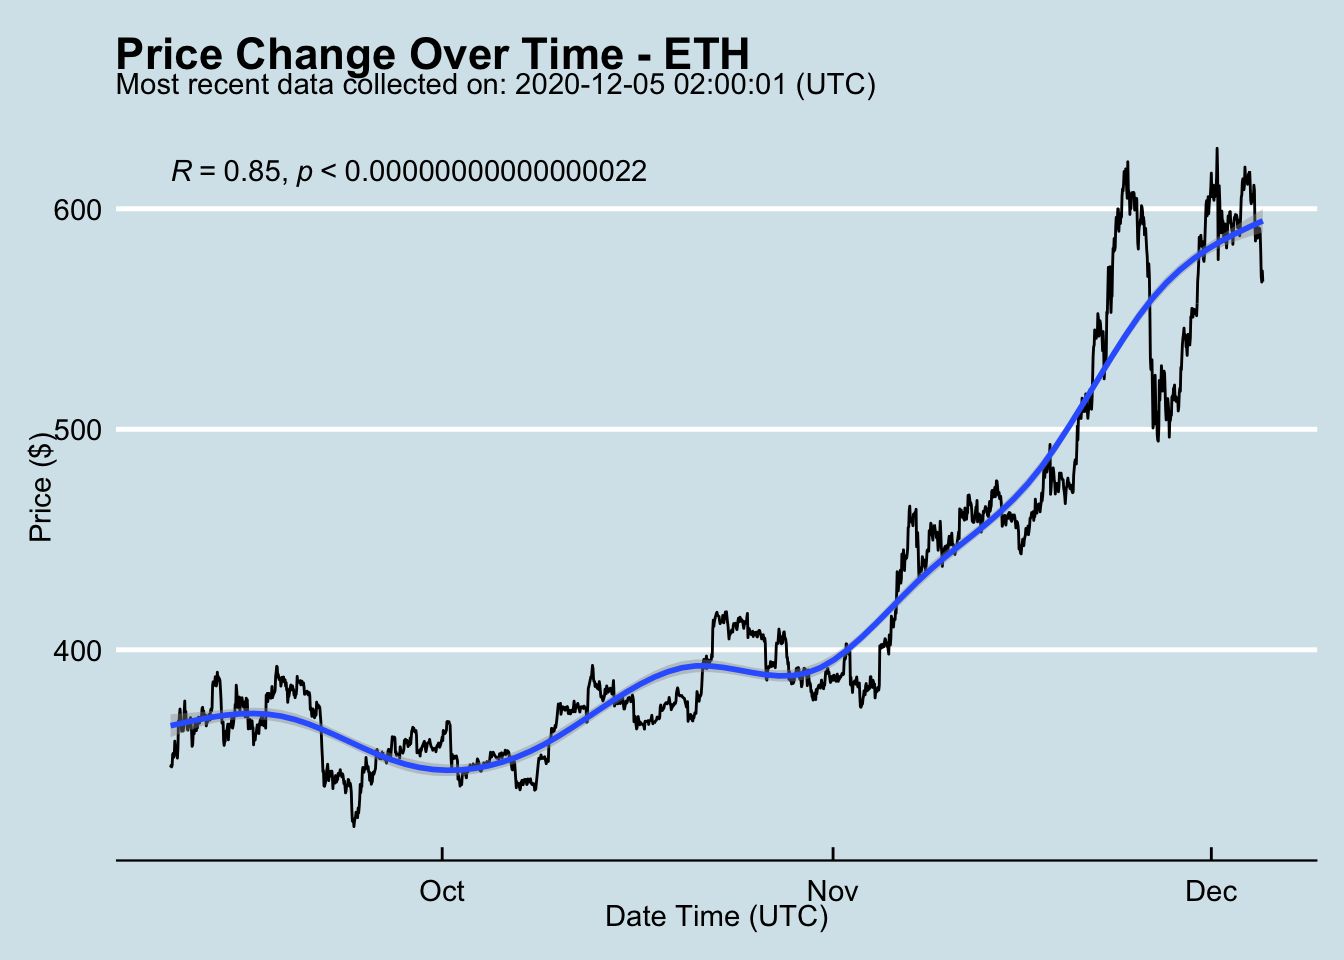 Price Change Over Time - ETH
Most recent data collected on: 2020-12-05 02:00:01 (UTC)
R = 0.85, p < 0.00000000000000022
600
500
400
Price ($)
Oct
Nov
Dec
Date Time (UTC)